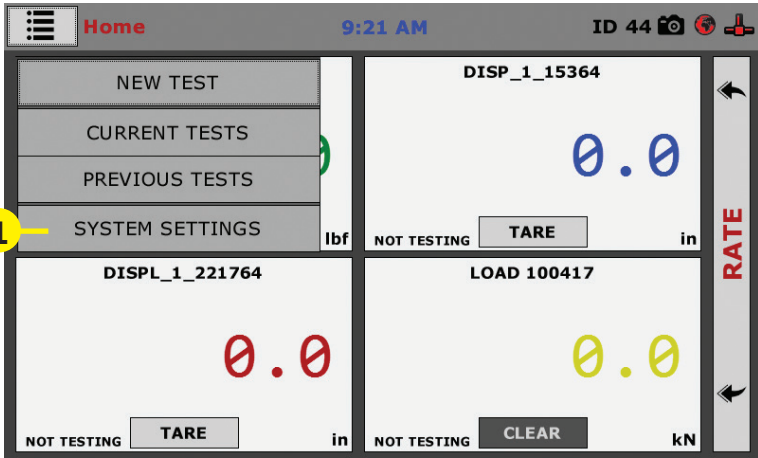 Home 9:21 AM ID 44
NEW TEST
CURRENT TESTS
PREVIOUS TESTS
1 SYSTEM SETTINGS
lbf
DISP_1_15364
0.0
NOT TESTING TARE in
DISPL_1_221764
0.0
NOT TESTING TARE in
LOAD 100417
0.0
NOT TESTING CLEAR kN
RATE